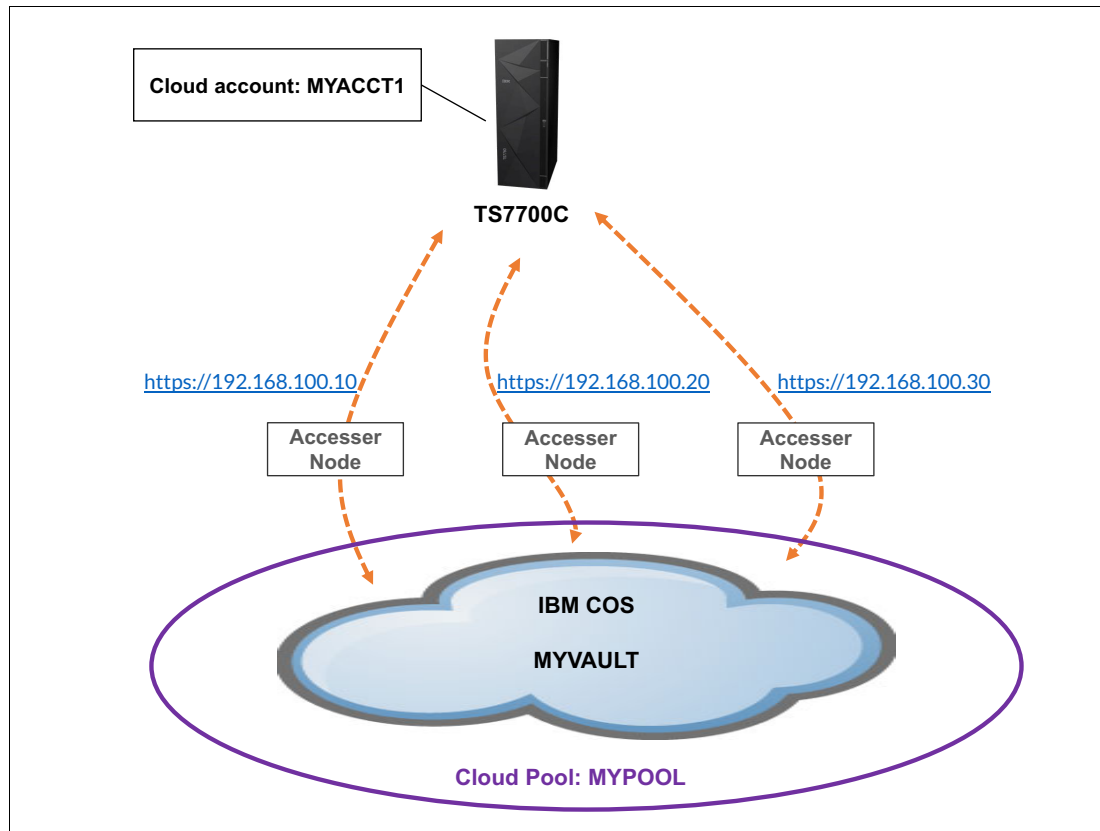 Cloud account: MYACCT1
TS7700C
https://192.168.100.10
https://192.168.100.20
https://192.168.100.30
Accesser
Node
Accesser
Node
Accesser
Node
IBM COS
MYVAULT
Cloud Pool: MYPOOL